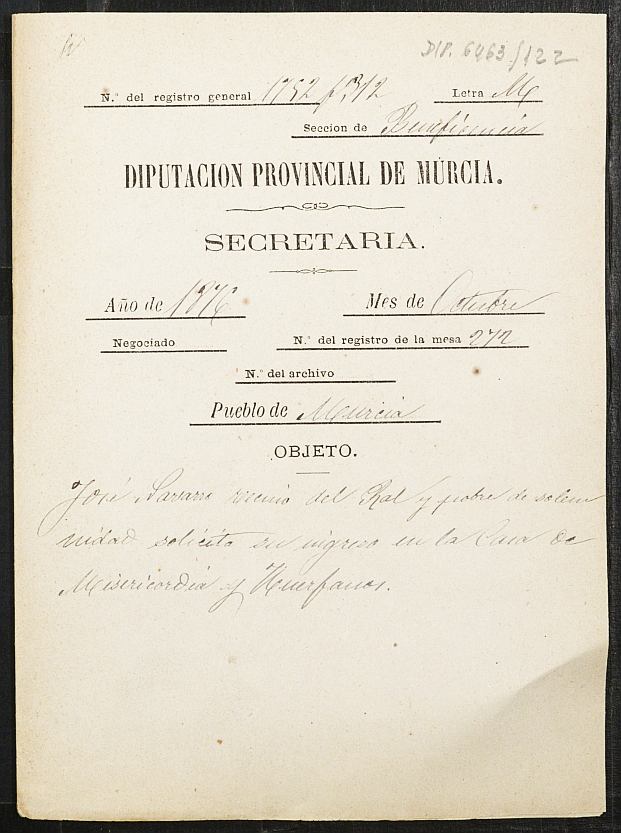 DIP. 6463/122
N.º del registro general 1752 fº 312 Letra M
Seccion de Beneficencia
DIPUTACION PROVINCIAL DE MURCIA.
SECRETARIA.
Año de 1876 Mes de Octubre
Negociado N.º del registro de la mesa 272
N.º del archivo
Pueblo de Murcia
OBJETO.
José vecino del Ral y pobre de solem
nidad solicita su ingreso en la Casa de
Misericordia y Huerfanos.